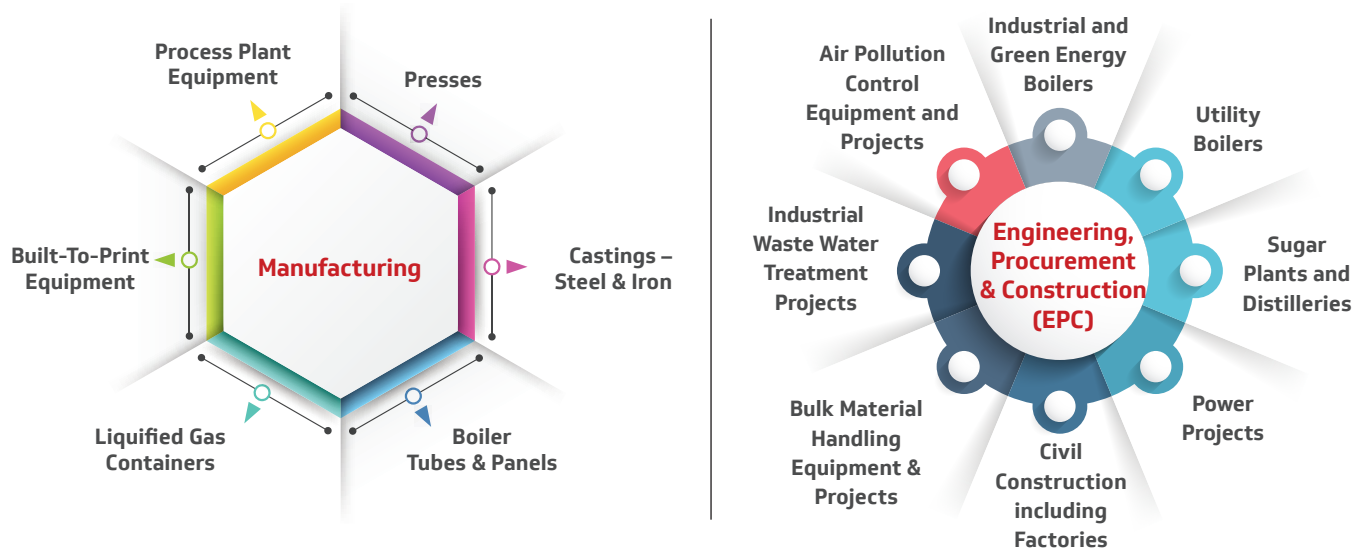 Process Plant
Equipment
Presses
Built-To-Print
Equipment
Manufacturing
Castings –
Steel & Iron
Liquified Gas
Containers
Boiler
Tubes & Panels
Industrial and
Green Energy
Boilers
Air Pollution
Control
Equipment and
Projects
Utility
Boilers
Industrial
Waste Water
Treatment
Projects
Engineering,
Procurement
& Construction
(EPC)
Sugar
Plants and
Distilleries
Bulk Material
Handling
Equipment &
Projects
Civil
Construction
including
Factories
Power
Projects